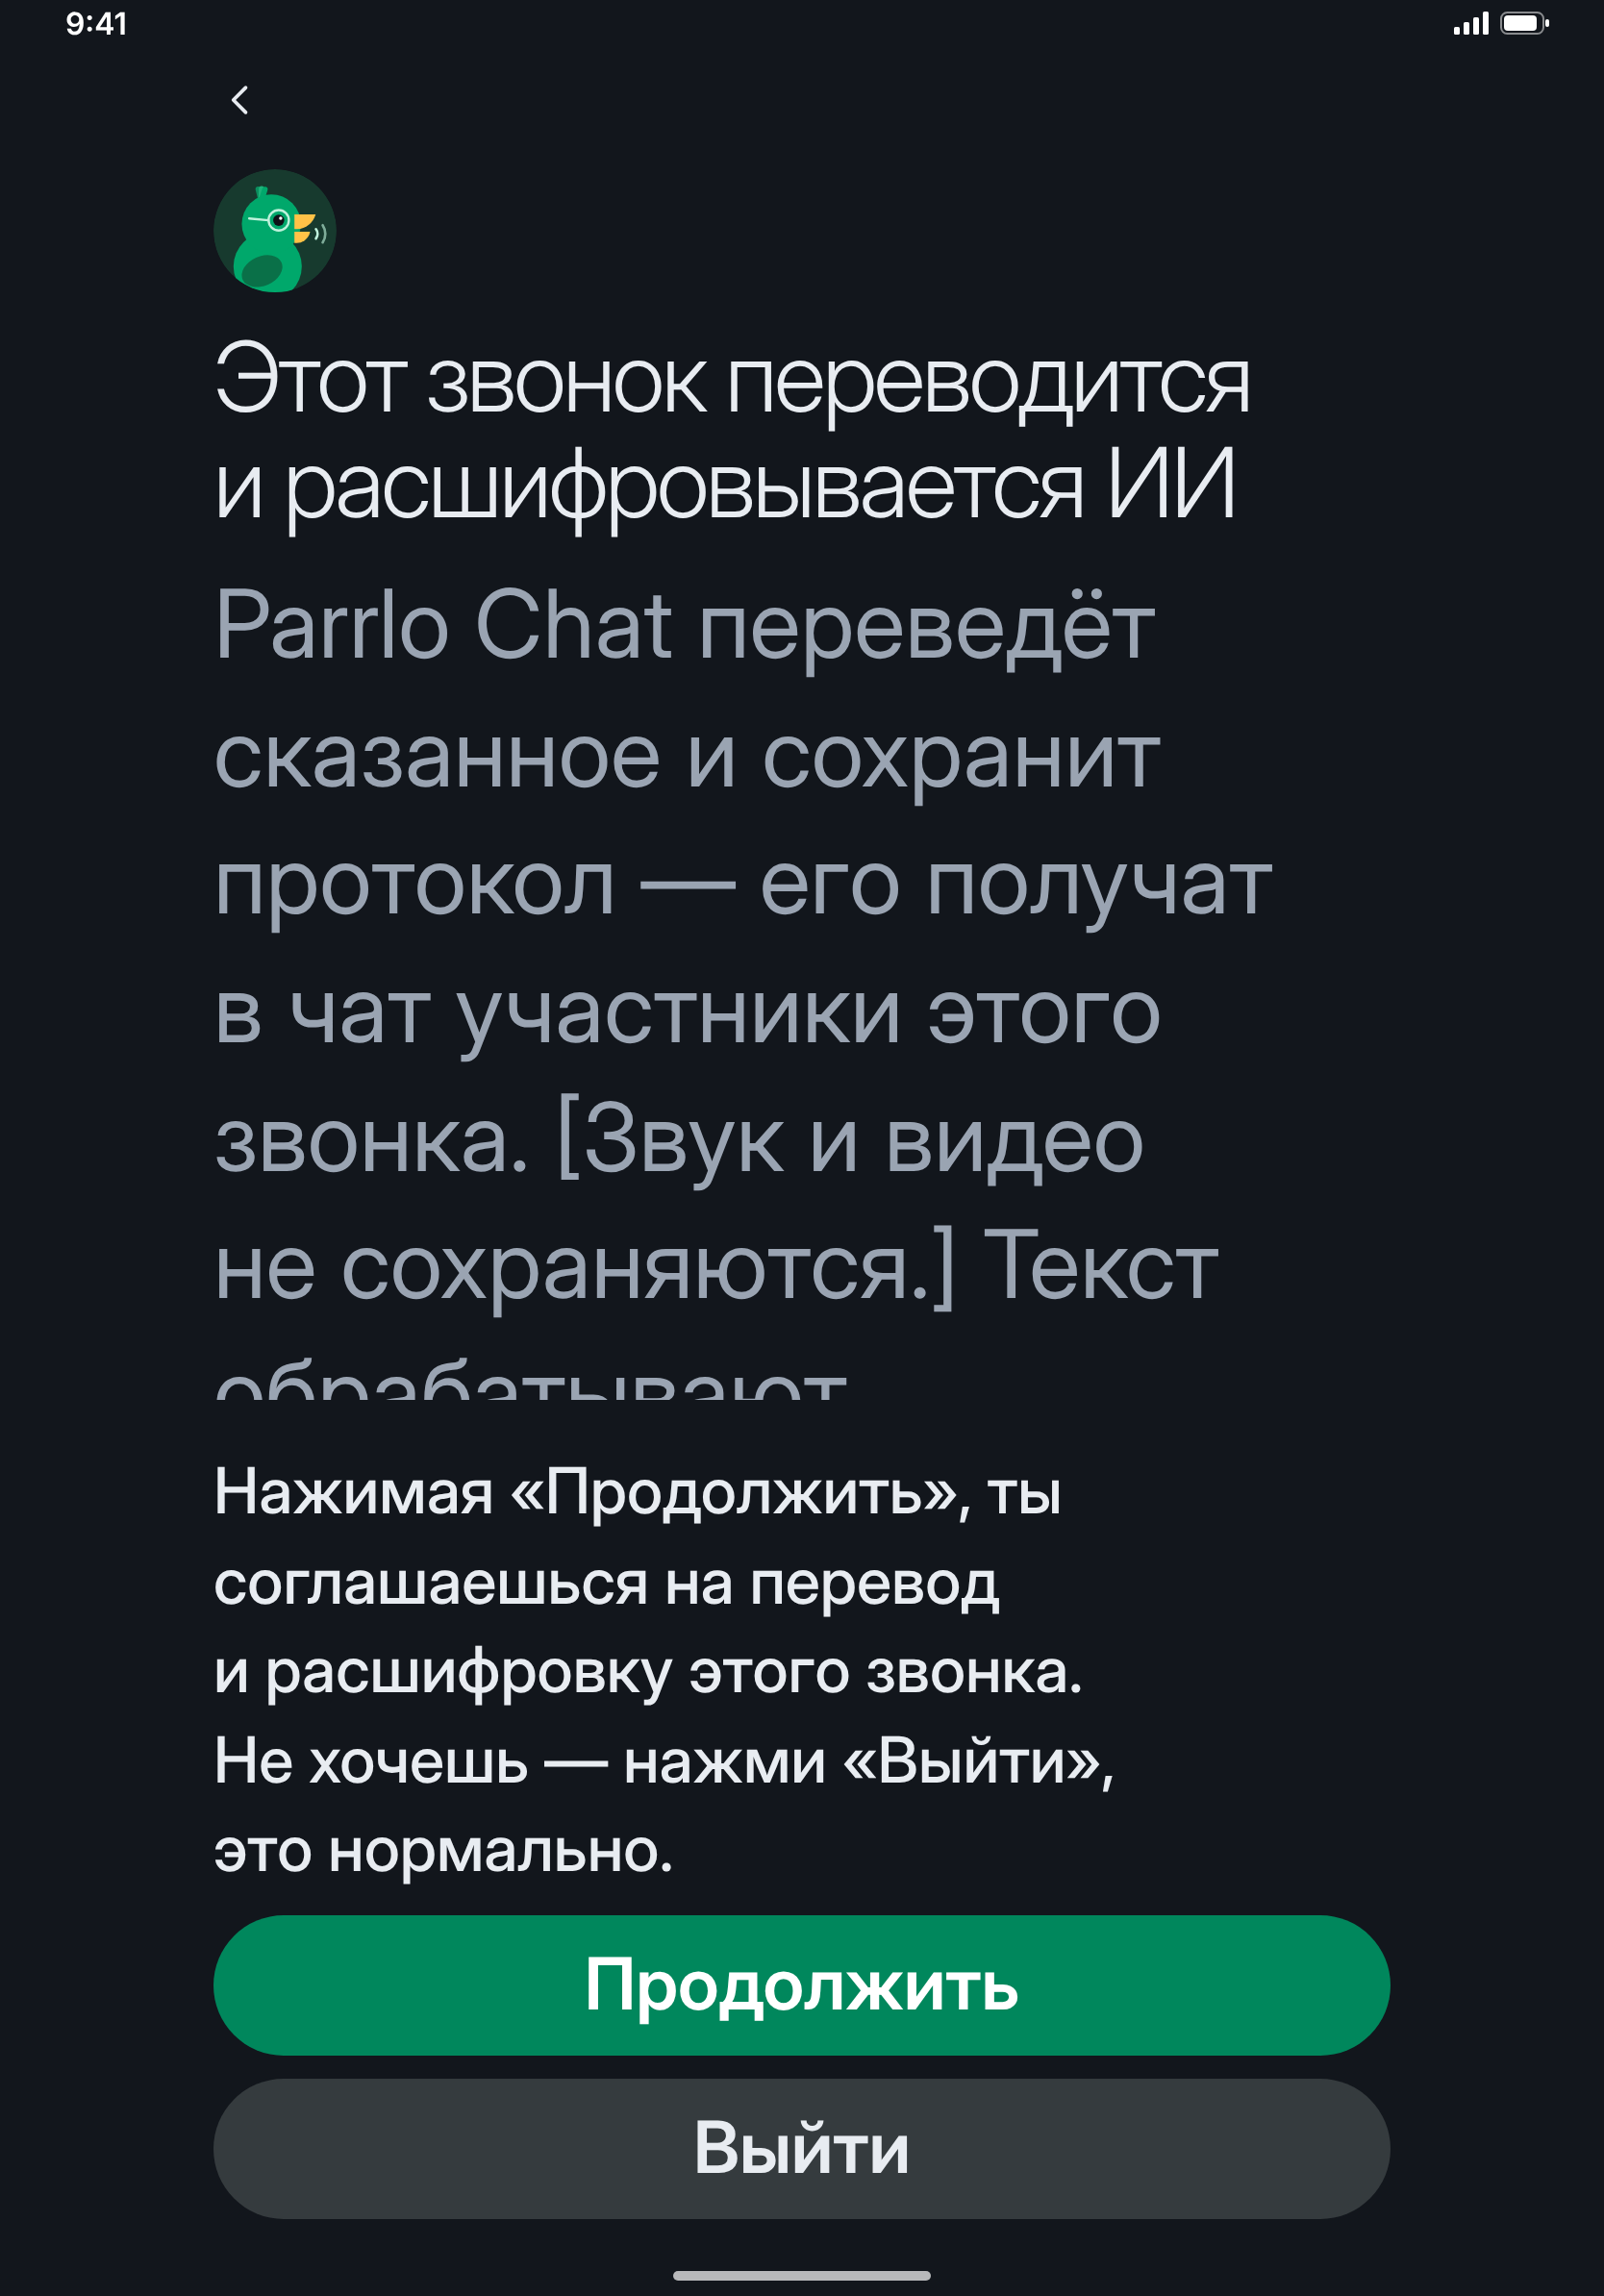 9:41
Этот звонок переводится
и расшифровывается ИИ
Parrlo Chat переведёт
сказанное и сохранит
протокол — его получат
в чат участники этого
звонка. [Звук и видео
не сохраняются.] Текст
обрабатывают
Нажимая «Продолжить», ты
соглашаешься на перевод
и расшифровку этого звонка.
Не хочешь — нажми «Выйти»,
это нормально.
Продолжить
Выйти